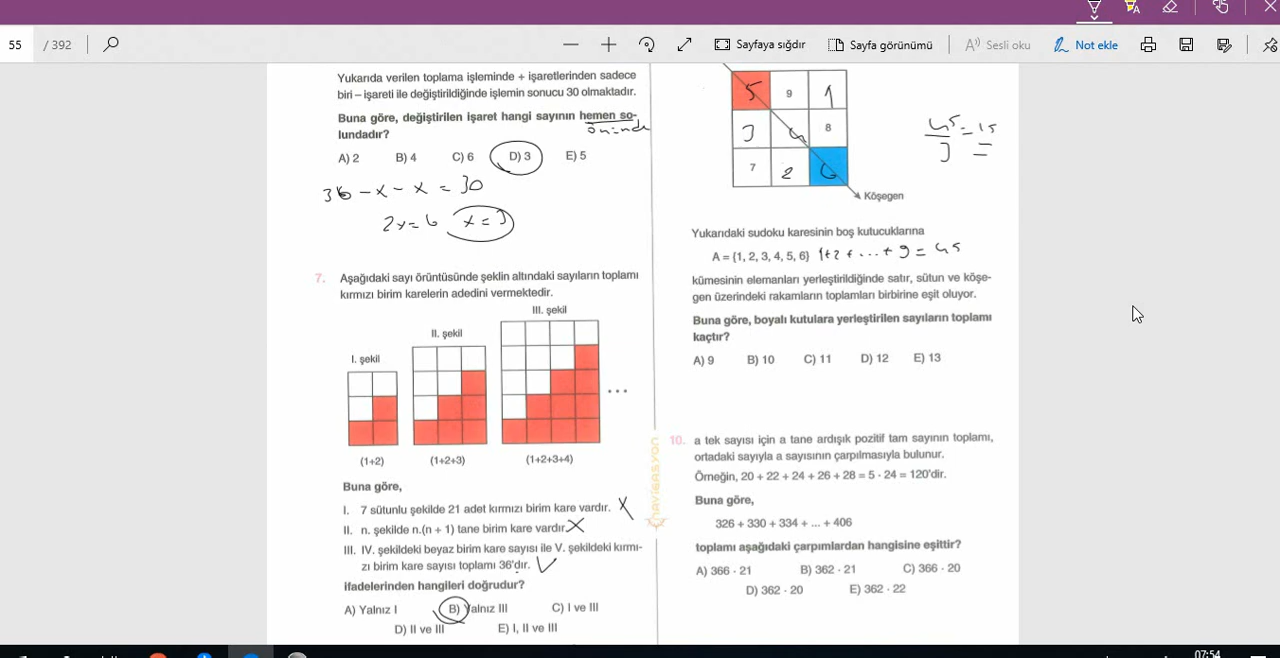 55 / 392
Sayfaya sığdır
Sayfa görünümü
Sesli oku
Not ekle
Yukarıda verilen toplama işleminde + işaretlerinden sadece
biri – işareti ile değiştirildiğinde işlemin sonucu 30 olmaktadır.
Buna göre, değiştirilen işaret hangi sayının hemen so-
lundadır?
önünde
A) 2 B) 4 C) 6 D) 3 E) 5
36 - x - x = 30
2x = 6 x = 3
7. Aşağıdaki sayı örüntüsünde şeklin altındaki sayıların toplamı
kırmızı birim karelerin adedini vermektedir.
I. şekil
II. şekil
III. şekil
...
(1+2)
(1+2+3)
(1+2+3+4)
Buna göre,
I. 7 sütunlu şekilde 21 adet kırmızı birim kare vardır. X
II. n. şekilde n.(n + 1) tane birim kare vardır. X
III. IV. şekildeki beyaz birim kare sayısı ile V. şekildeki kırmı-
zı birim kare sayısı toplamı 36'dır.
ifadelerinden hangileri doğrudur?
A) Yalnız I B) Yalnız III C) I ve III
D) II ve III E) I, II ve III
NAVİGASYON
5 9 1
3 4 8
7 2 6
Köşegen
45/3 = 15
Yukarıdaki sudoku karesinin boş kutucuklarına
A = {1, 2, 3, 4, 5, 6} 1+2+...+9 = 45
kümesinin elemanları yerleştirildiğinde satır, sütun ve köşe-
gen üzerindeki rakamların toplamları birbirine eşit oluyor.
Buna göre, boyalı kutulara yerleştirilen sayıların toplamı
kaçtır?
A) 9 B) 10 C) 11 D) 12 E) 13
10. a tek sayısı için a tane ardışık pozitif tam sayının toplamı,
ortadaki sayıyla a sayısının çarpılmasıyla bulunur.
Örneğin, 20 + 22 + 24 + 26 + 28 = 5 · 24 = 120'dir.
Buna göre,
326 + 330 + 334 + ... + 406
toplamı aşağıdaki çarpımlardan hangisine eşittir?
A) 366 · 21 B) 362 · 21 C) 366 · 20
D) 362 · 20 E) 362 · 22
07:54